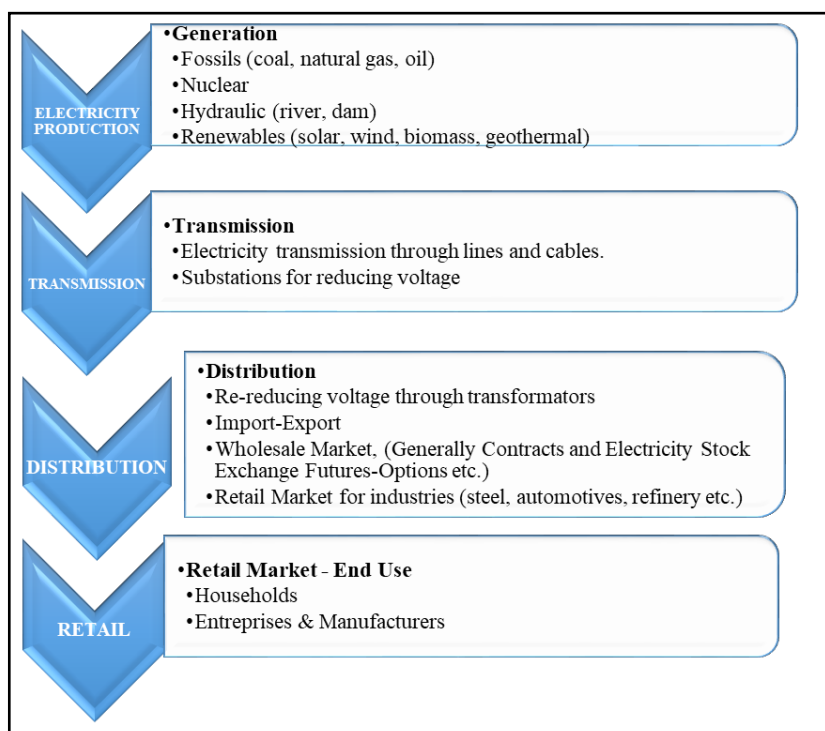 •Generation
•Fossils (coal, natural gas, oil)
•Nuclear
•Hydraulic (river, dam)
•Renewables (solar, wind, biomass, geothermal)
ELECTRICITY
PRODUCTION
•Transmission
•Electricity transmission through lines and cables.
•Substations for reducing voltage
TRANSMISSION
•Distribution
•Re-reducing voltage through transformators
•Import-Export
•Wholesale Market, (Generally Contracts and Electricity Stock
Exchange Futures-Options etc.)
•Retail Market for industries (steel, automotives, refinery etc.)
DISTRIBUTION
•Retail Market - End Use
•Households
•Entreprises & Manufacturers
RETAIL